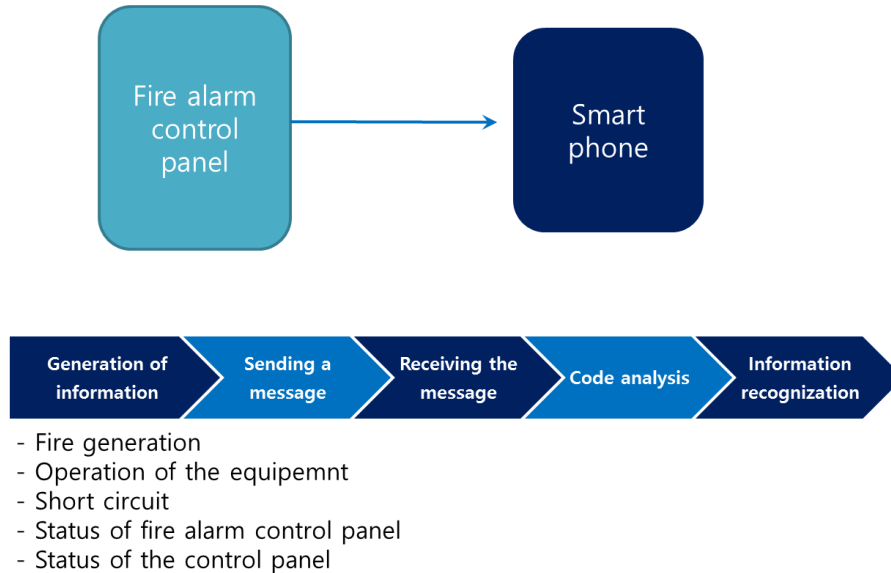 Fire alarm
control
panel
Smart
phone
Generation of
information
Sending a
message
Receiving the
message
Code analysis
Information
recognization
- Fire generation
- Operation of the equipemnt
- Short circuit
- Status of fire alarm control panel
- Status of the control panel